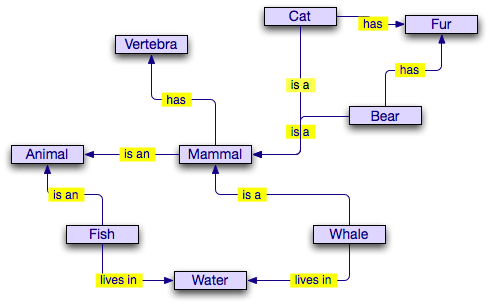 Cat
has
Fur
Vertebra
is a
has
has
Bear
is a
Animal
is an
Mammal
is an
is a
Fish
Whale
lives in
Water
lives in